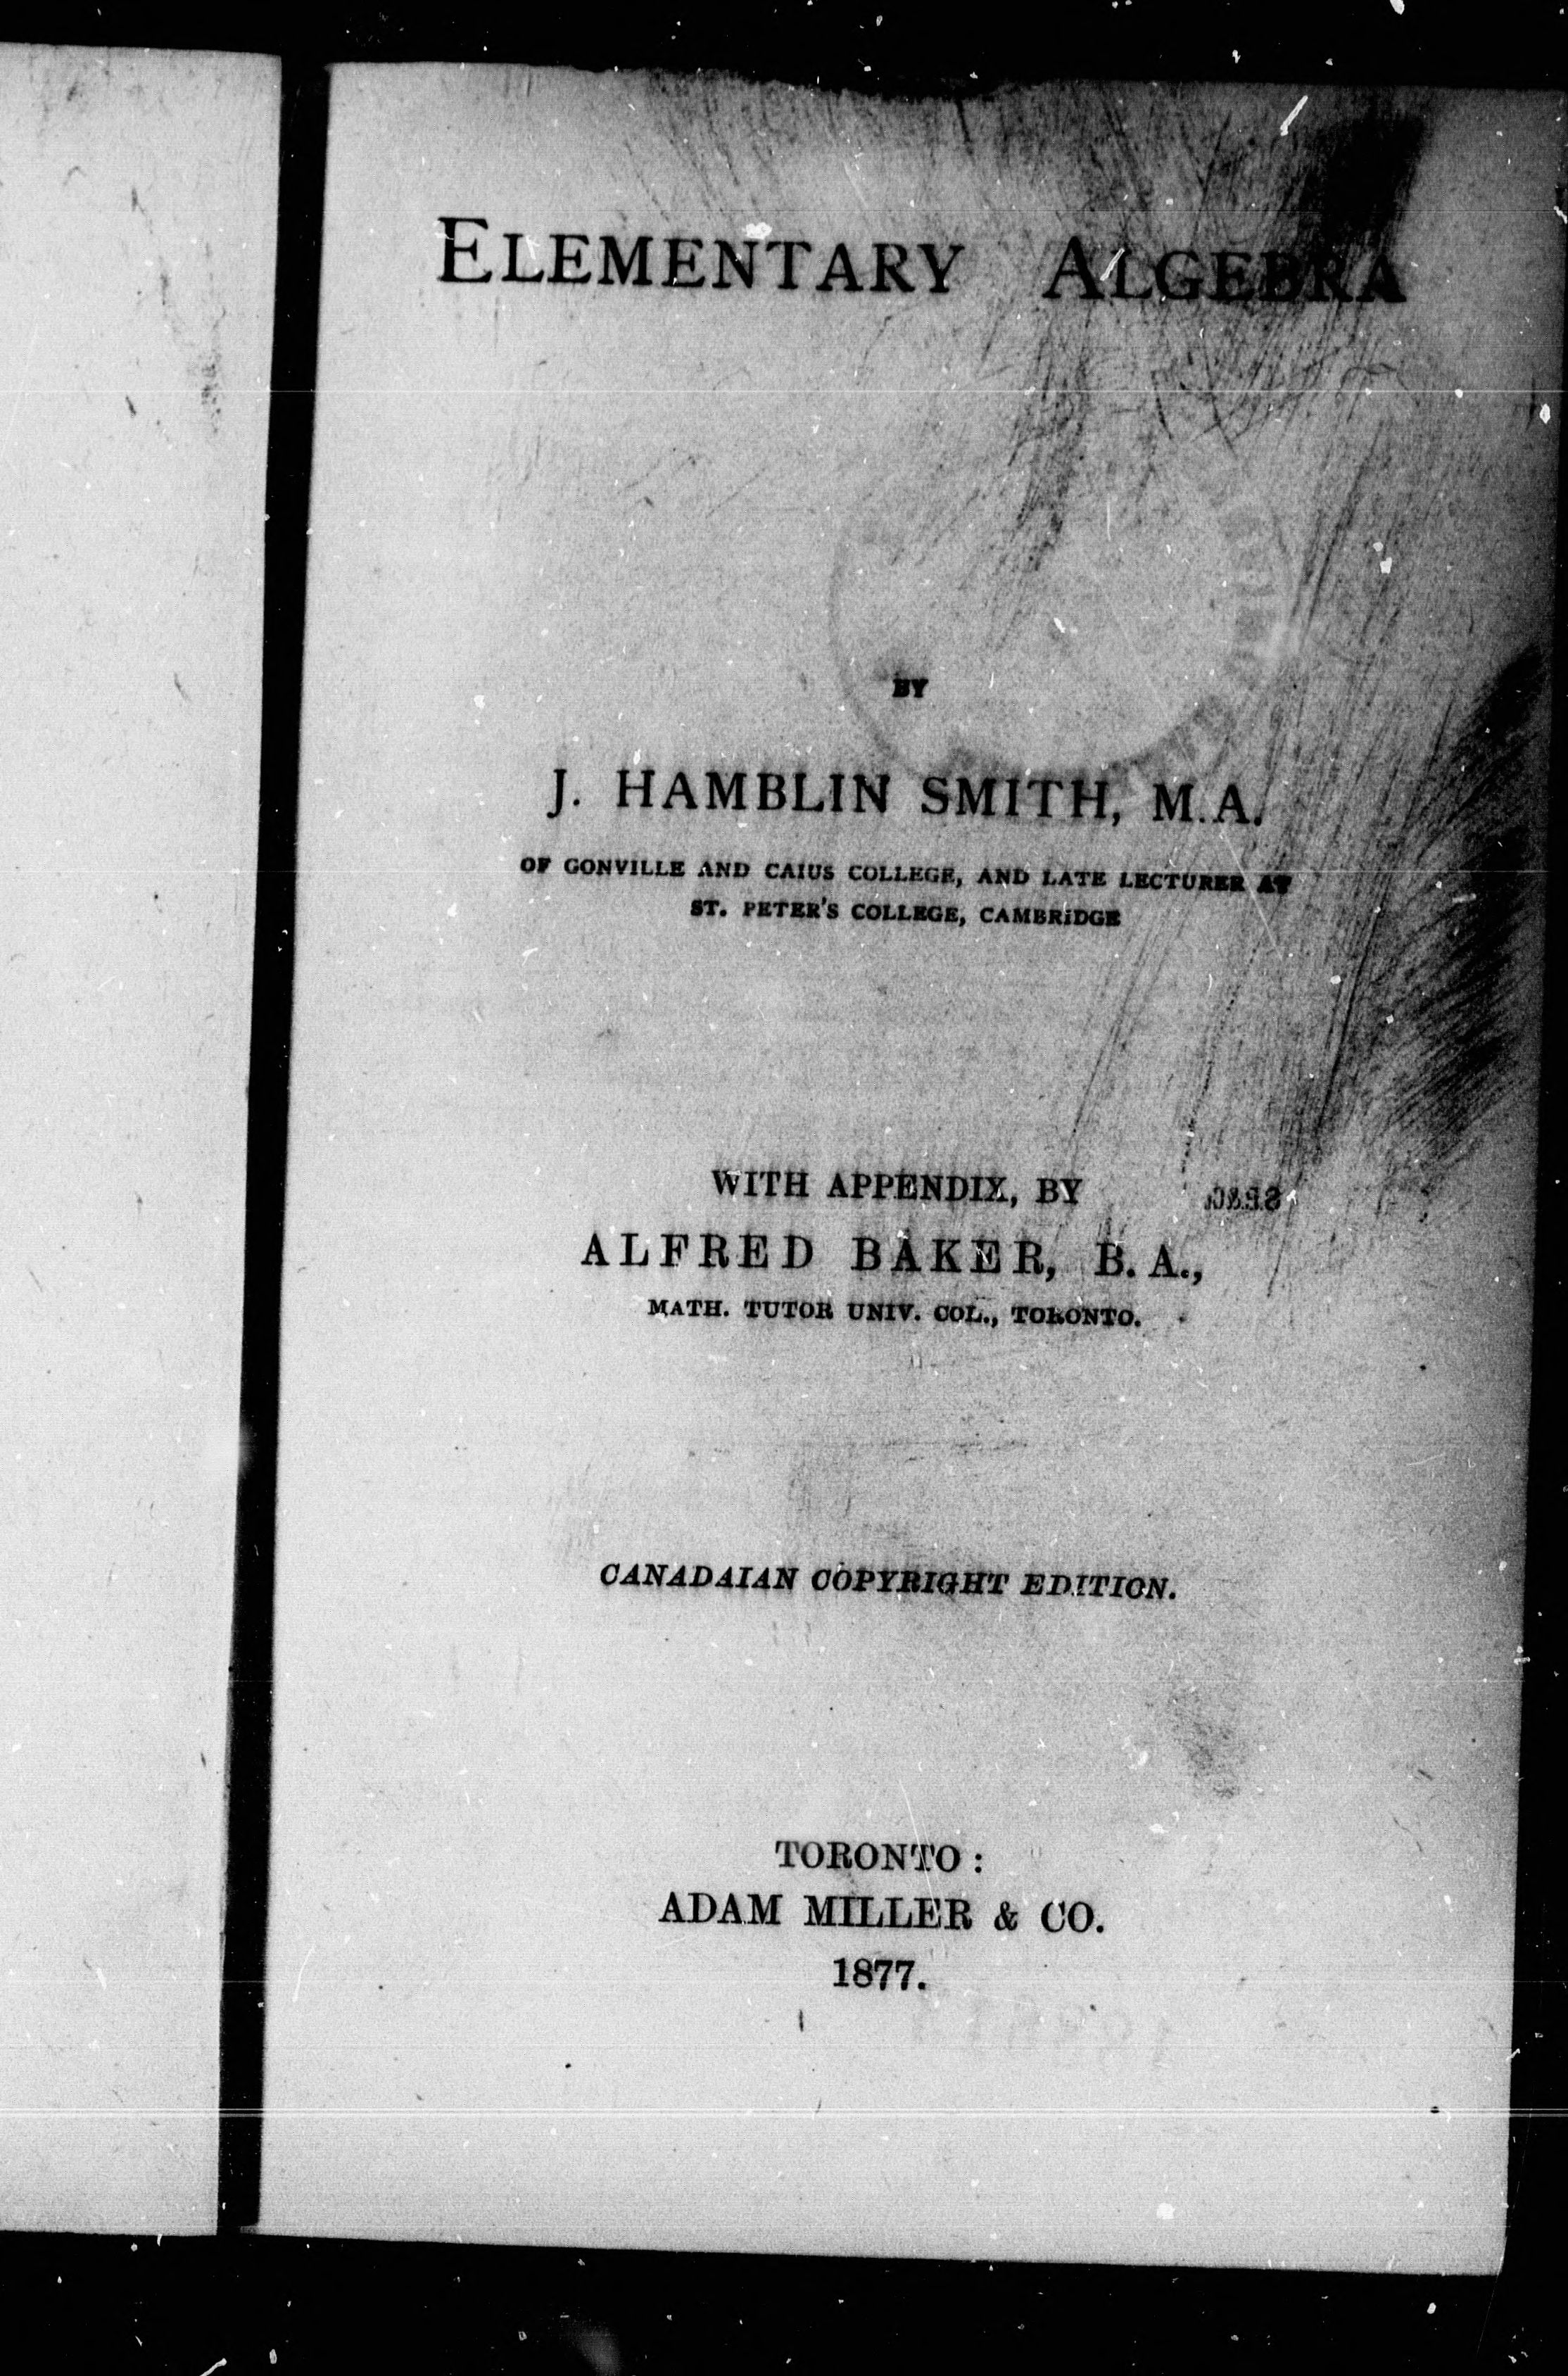 ELEMENTARY ALGEBRA
BY
J. HAMBLIN SMITH, M.A.
OF GONVILLE AND CAIUS COLLEGE, AND LATE LECTURER AT
ST. PETER'S COLLEGE, CAMBRIDGE
WITH APPENDIX, BY
ALFRED BAKER, B. A.,
MATH. TUTOR UNIV. COL., TORONTO.
CANADAIAN COPYRIGHT EDITION.
TORONTO :
ADAM MILLER & CO.
1877.